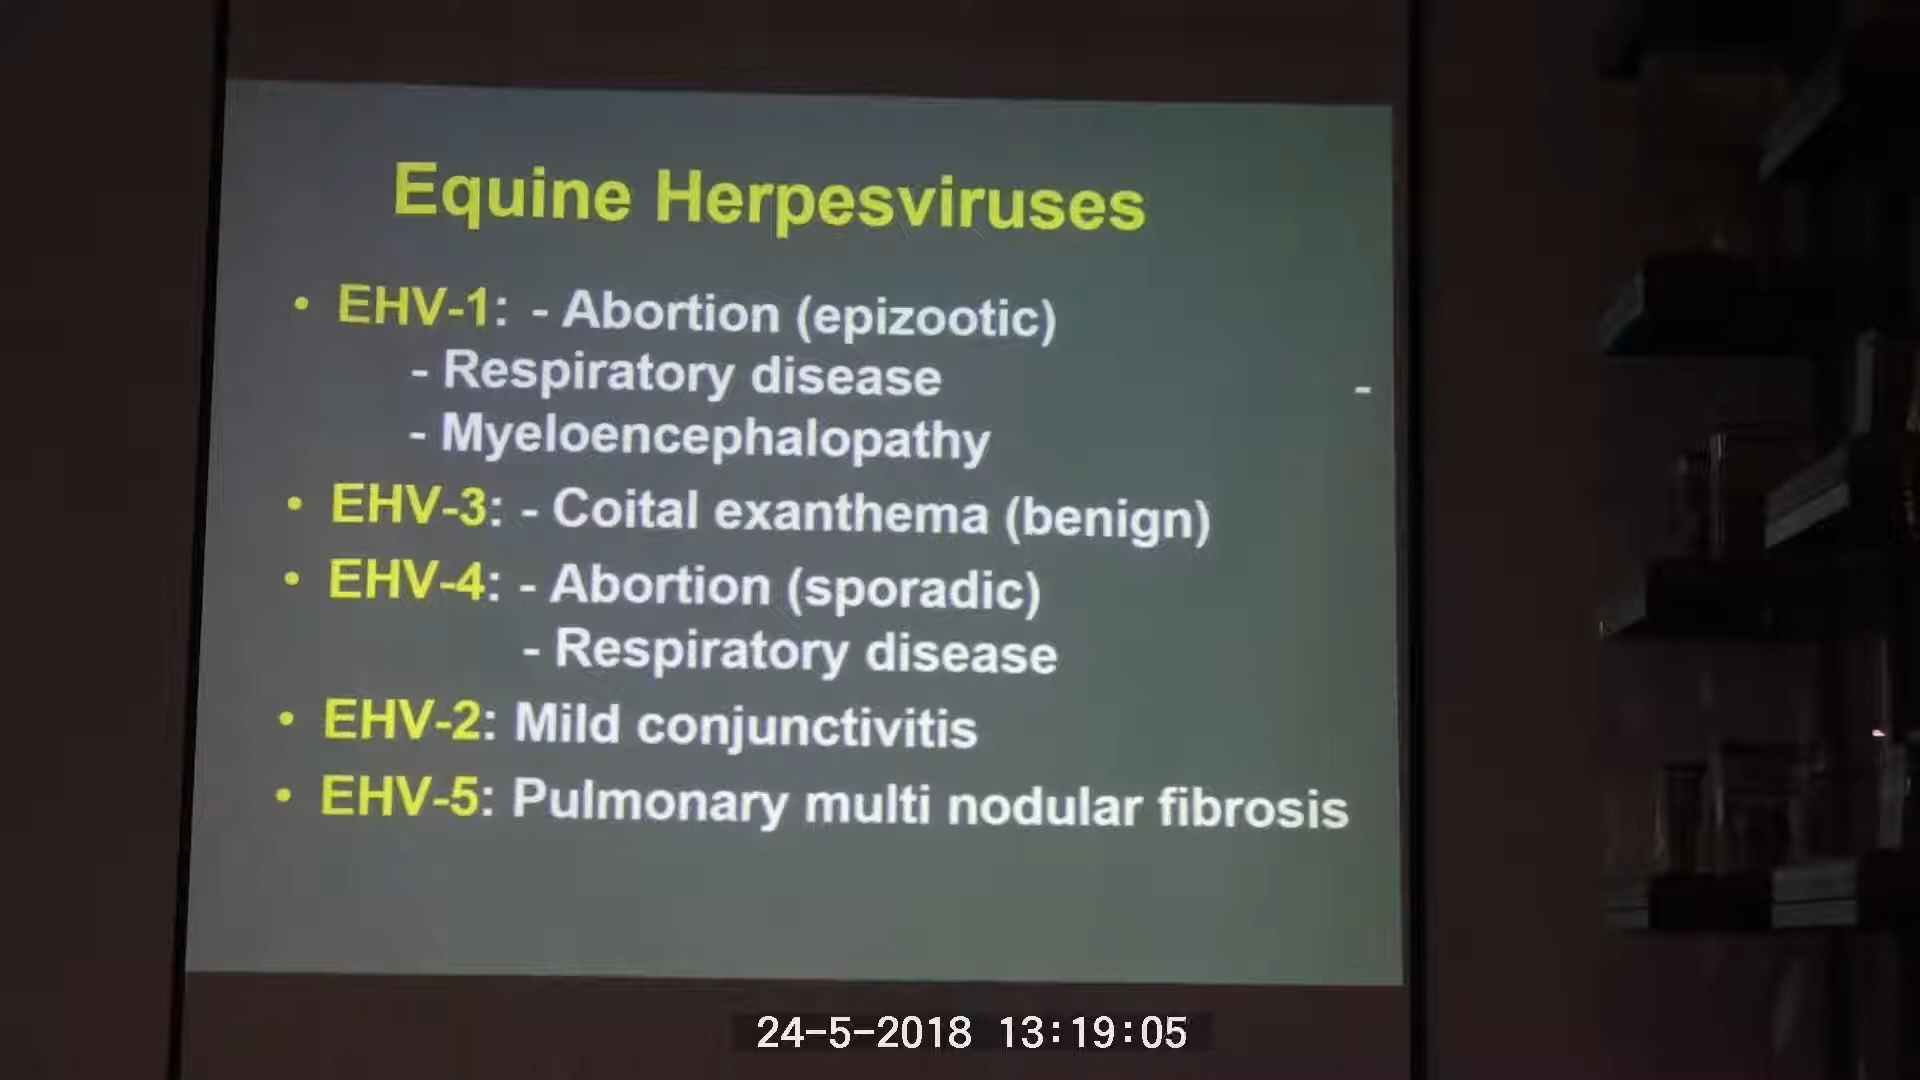 Equine Herpesviruses
• EHV-1: - Abortion (epizootic)
- Respiratory disease -
- Myeloencephalopathy
• EHV-3: - Coital exanthema (benign)
• EHV-4: - Abortion (sporadic)
- Respiratory disease
• EHV-2: Mild conjunctivitis
• EHV-5: Pulmonary multi nodular fibrosis
24-5-2018 13:19:05